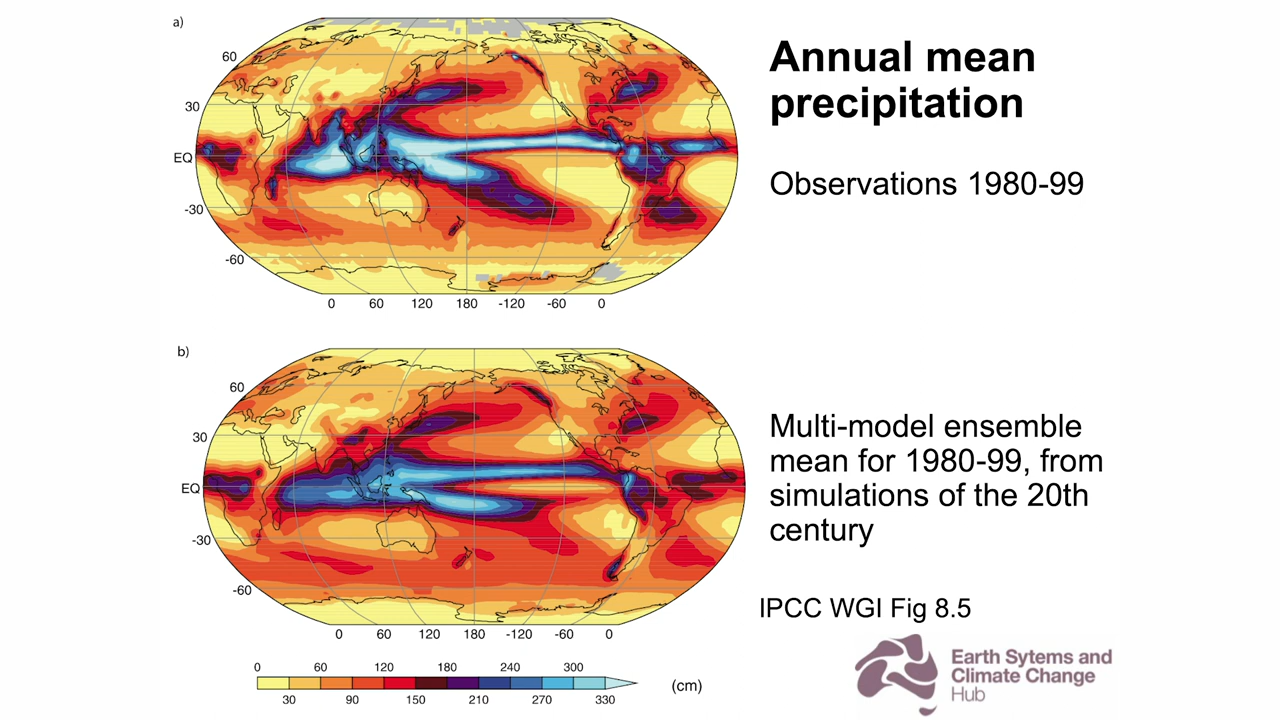 a)
60
30
EQ
-30
-60
0 60 120 180 -120 -60 0
Annual mean
precipitation
Observations 1980-99
b)
60
30
EQ
-30
-60
0 60 120 180 -120 -60 0
Multi-model ensemble
mean for 1980-99, from
simulations of the 20th
century
IPCC WGI Fig 8.5
0 60 120 180 240 300
30 90 150 210 270 330
(cm)
Earth Sytems and
Climate Change
Hub